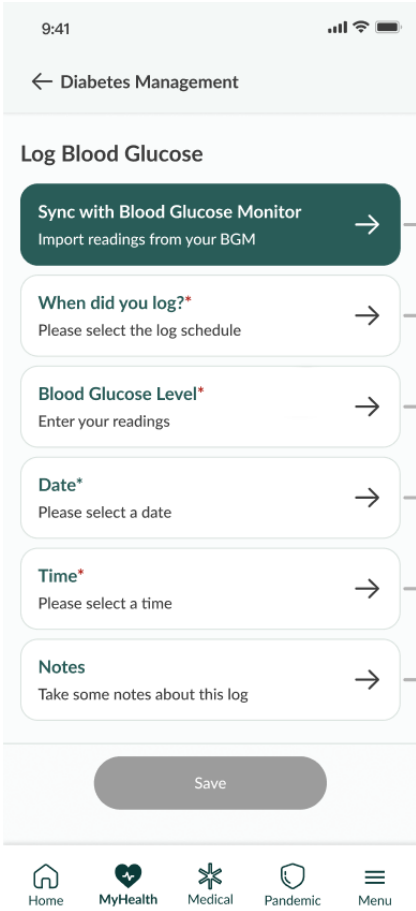 9:41
Diabetes Management
Log Blood Glucose
Sync with Blood Glucose Monitor
Import readings from your BGM
When did you log?*
Please select the log schedule
Blood Glucose Level*
Enter your readings
Date*
Please select a date
Time*
Please select a time
Notes
Take some notes about this log
Save
Home MyHealth Medical Pandemic Menu